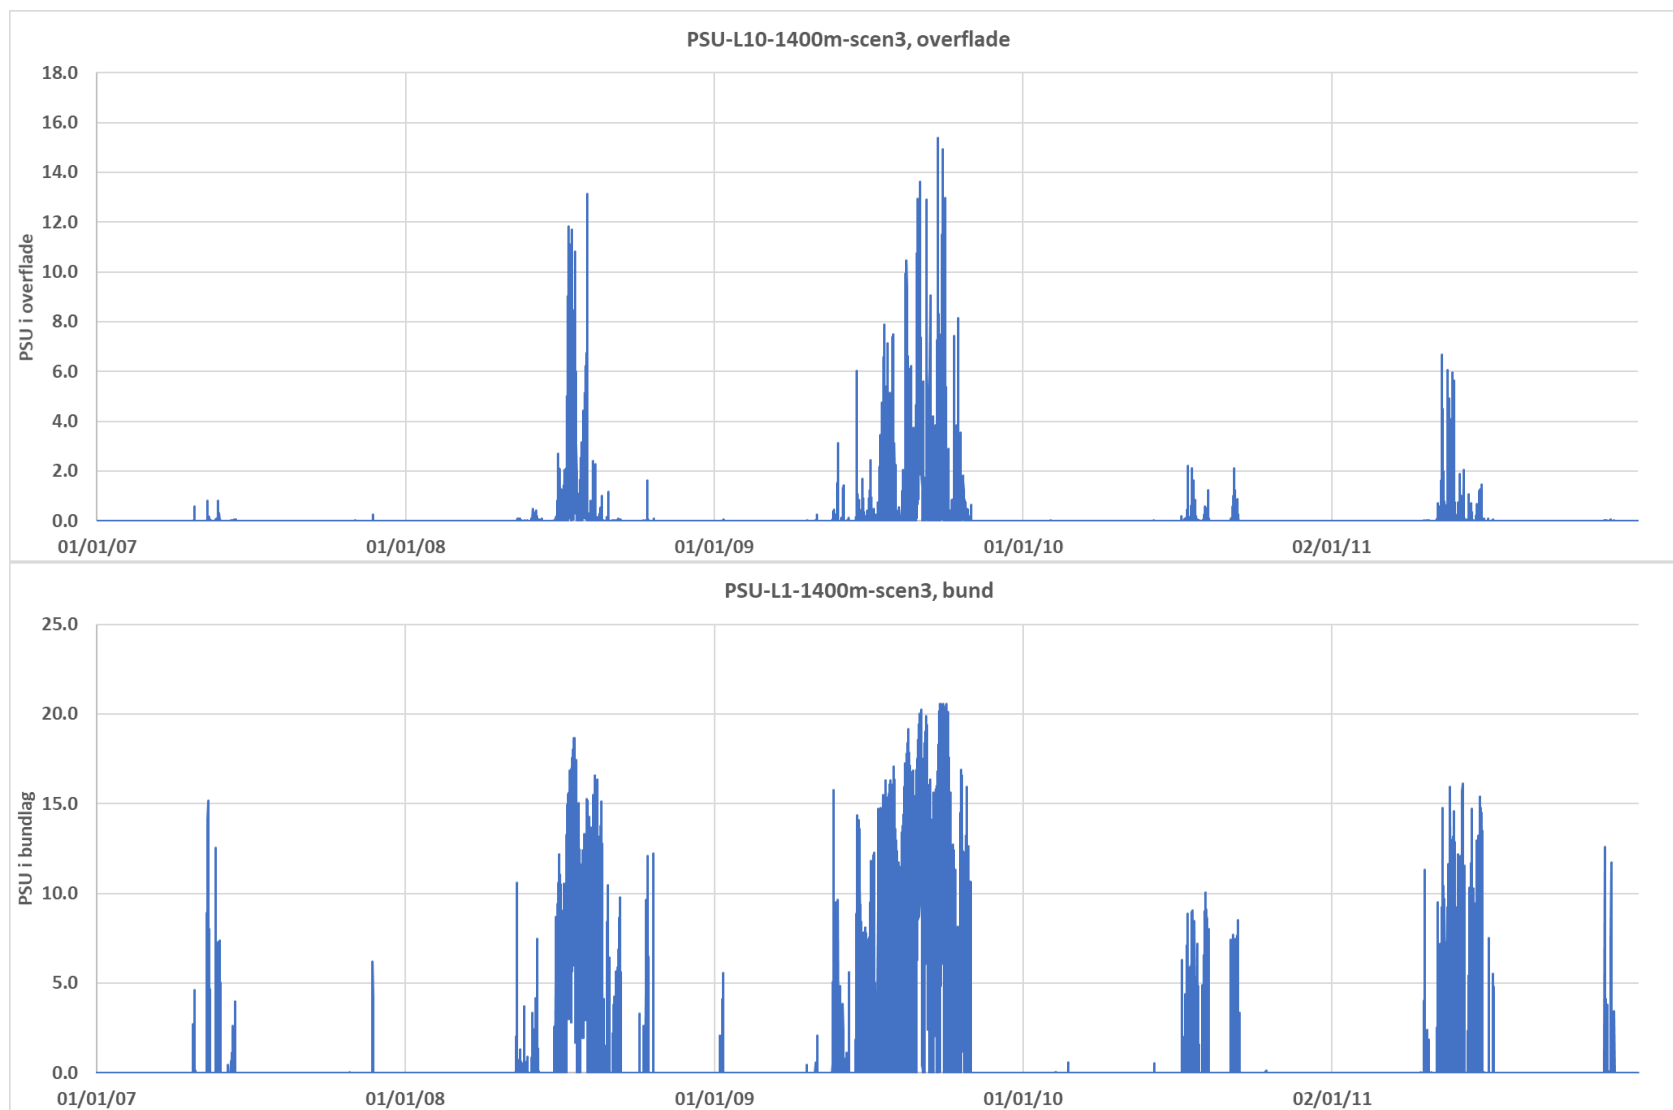 PSU-L10-1400m-scen3, overflade
PSU i overflade
18.0
16.0
14.0
12.0
10.0
8.0
6.0
4.0
2.0
0.0
01/01/07 01/01/08 01/01/09 01/01/10 02/01/11
PSU-L1-1400m-scen3, bund
PSU i bundlag
25.0
20.0
15.0
10.0
5.0
0.0
01/01/07 01/01/08 01/01/09 01/01/10 02/01/11